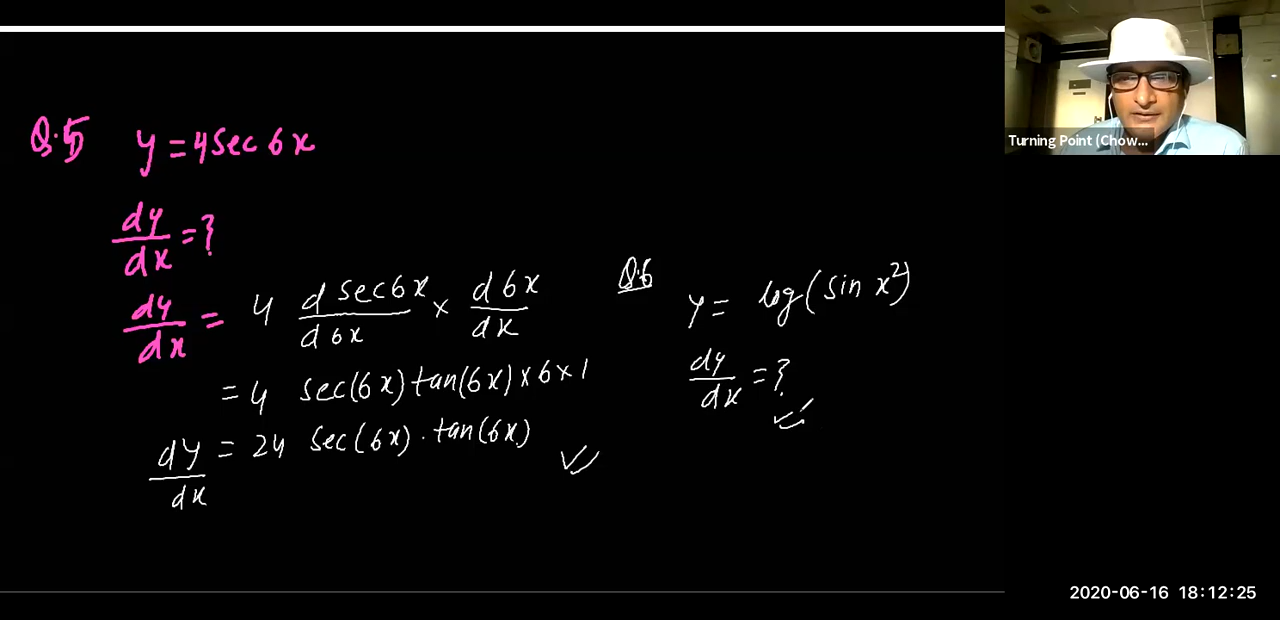 Q.5 y = 4 sec 6x
dy/dx = ?
dy/dx = 4 d sec6x/d6x × d6x/dx
= 4 sec(6x) tan(6x) × 6 × 1
dy/dx = 24 sec(6x) . tan(6x)
Q.6 y = log(sin x²)
dy/dx = ?
Turning Point (Chow...
2020-06-16 18:12:25